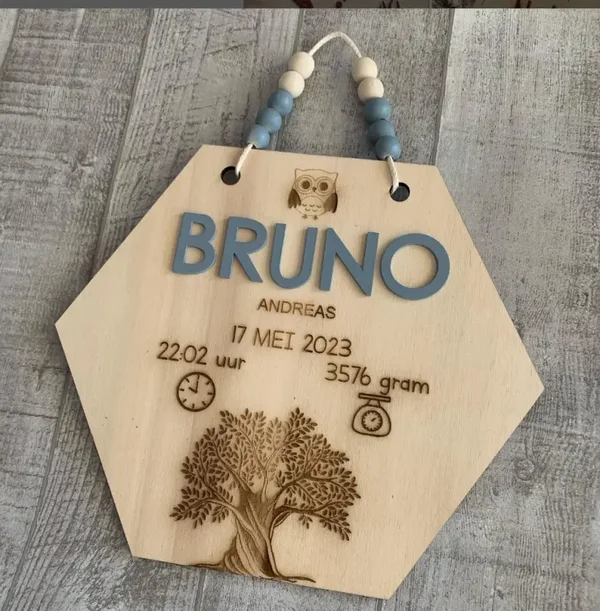 BRUNO
ANDREAS
17 MEI 2023
22:02 uur
3576 gram